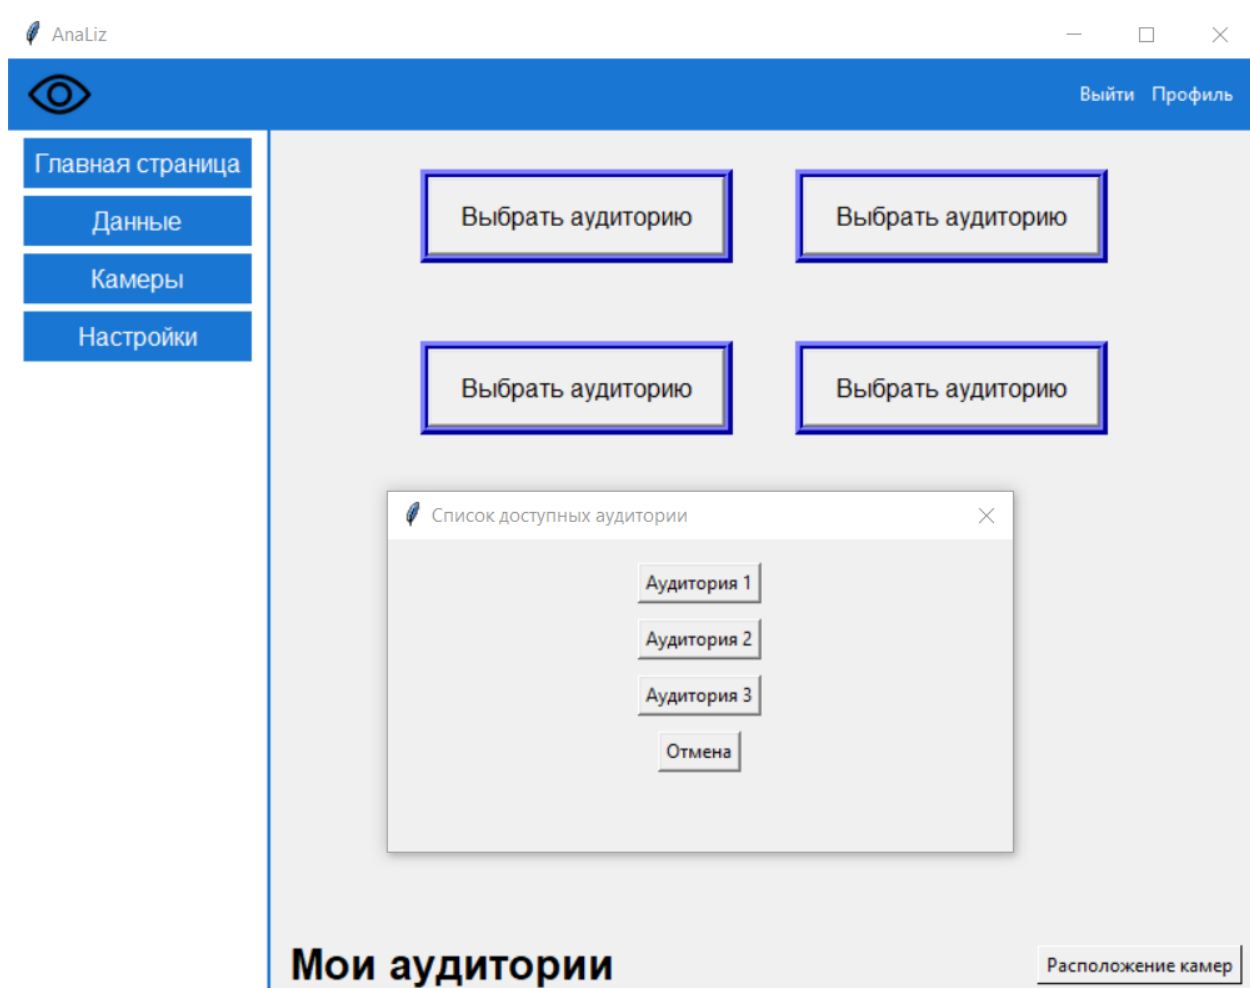 AnaLiz
Выйти Профиль
Главная страница
Данные
Камеры
Настройки
Выбрать аудиторию
Выбрать аудиторию
Выбрать аудиторию
Выбрать аудиторию
Список доступных аудитории
Аудитория 1
Аудитория 2
Аудитория 3
Отмена
Мои аудитории
Расположение камер